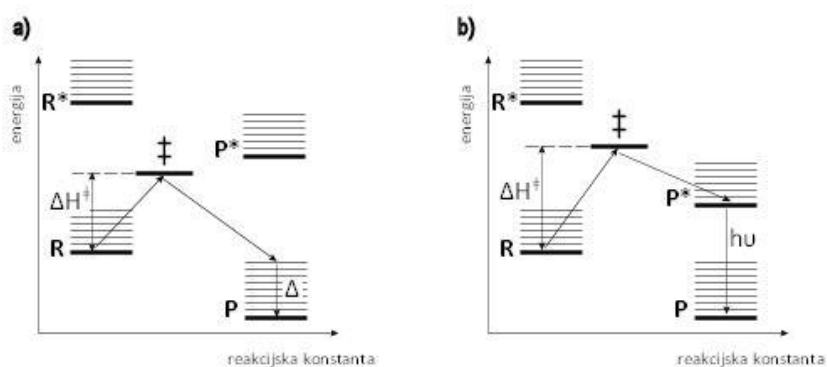 a)
energija
R*
‡
P*
ΔH‡
R
Δ
P
reakcijska konstanta
b)
energija
R*
‡
ΔH‡
P*
R
hυ
P
reakcijska konstanta